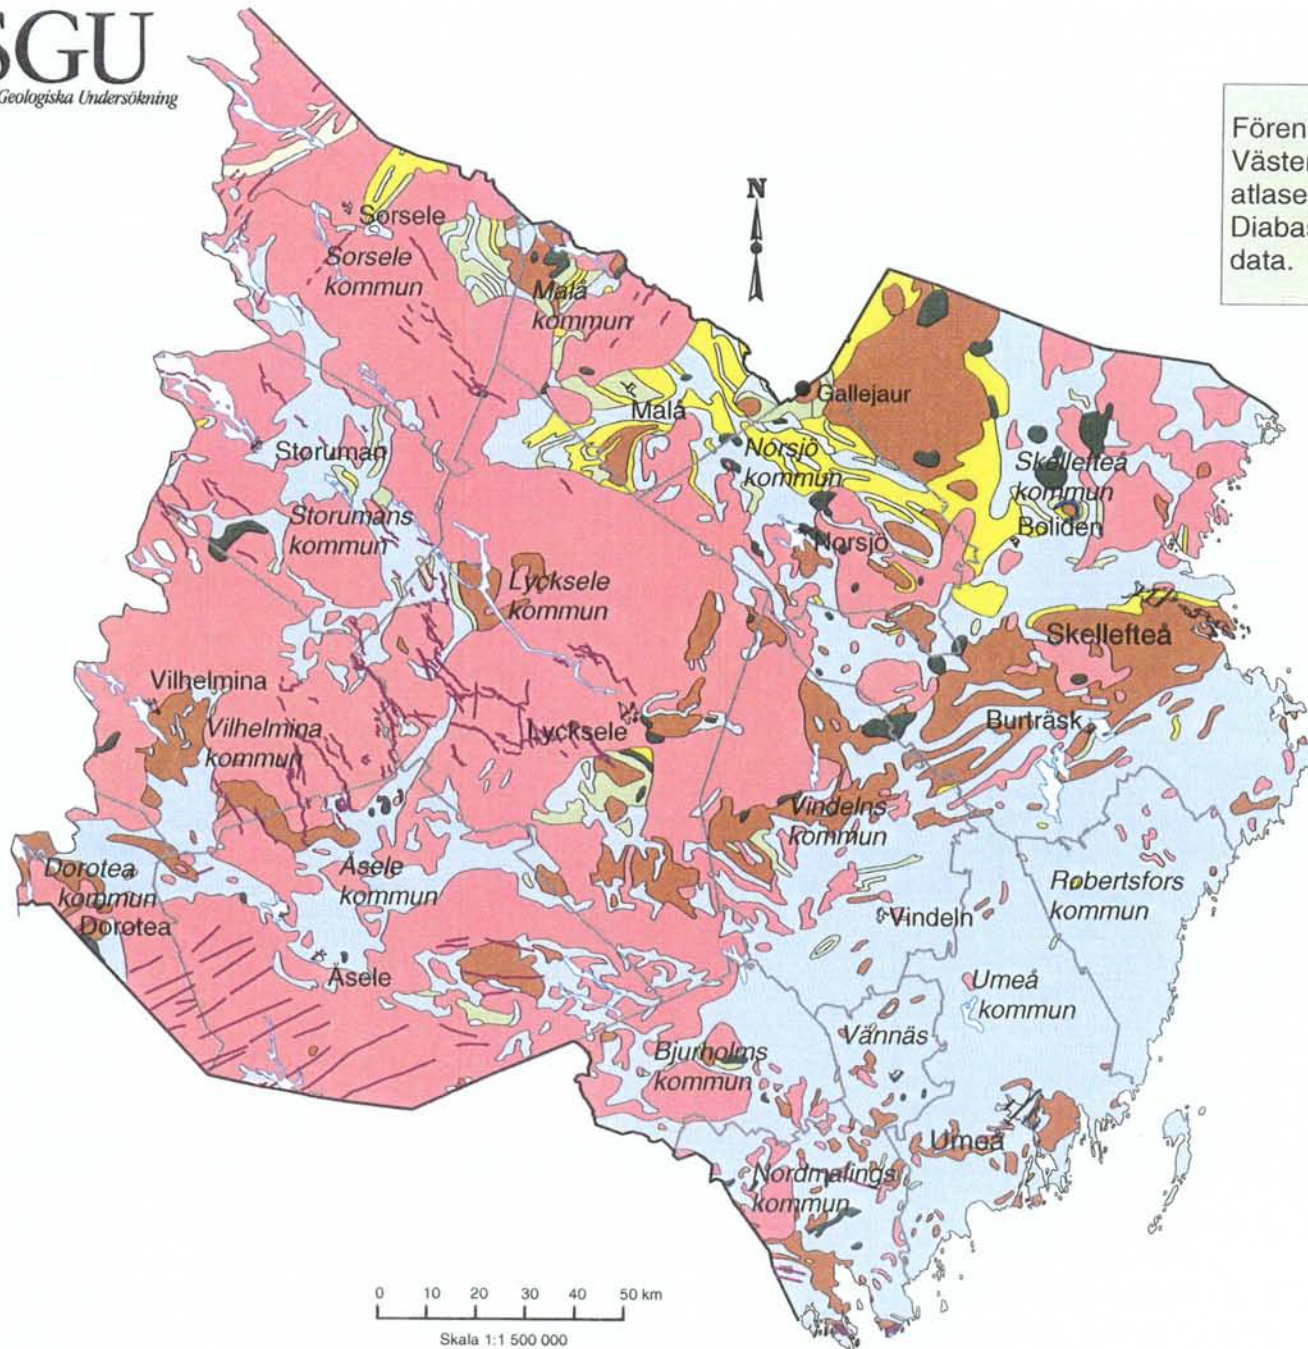 SGU
Geologiska Undersökning
Fören
Väster
atlase
Diabas
data.
N
Sorsele
Sorsele
kommun
Malå
kommun
Gallejaur
Malå
Norsjö
kommun
Storuman
Skellefteå
kommun
Storumans
kommun
Boliden
Norsjö
Lycksele
kommun
Skellefteå
Vilhelmina
Vilhelmina
kommun
Lycksele
Burträsk
Vindelns
kommun
Dorotea
kommun
Åsele
kommun
Robertsfors
kommun
Dorotea
Vindeln
Åsele
Umeå
kommun
Vännäs
Bjurholms
kommun
Umeå
Nordmalings
kommun
0 10 20 30 40 50 km
Skala 1:1 500 000